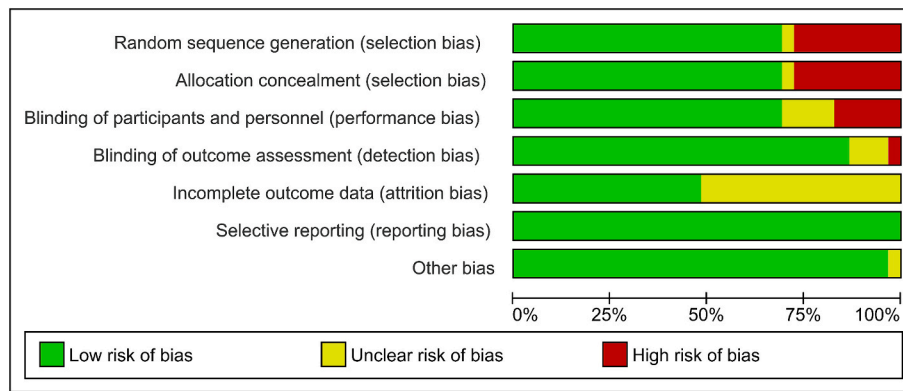 Random sequence generation (selection bias)
Allocation concealment (selection bias)
Blinding of participants and personnel (performance bias)
Blinding of outcome assessment (detection bias)
Incomplete outcome data (attrition bias)
Selective reporting (reporting bias)
Other bias
0% 25% 50% 75% 100%
Low risk of bias Unclear risk of bias High risk of bias